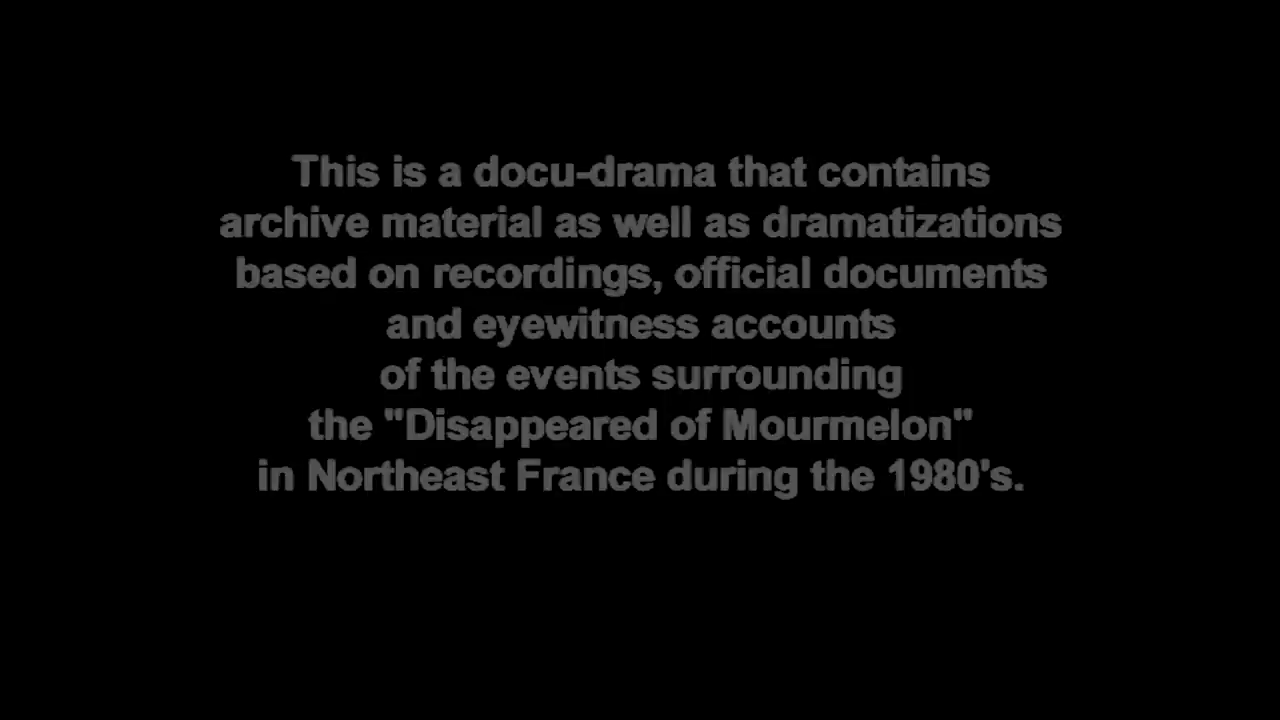 This is a docu-drama that contains
archive material as well as dramatizations
based on recordings, official documents
and eyewitness accounts
of the events surrounding
the "Disappeared of Mourmelon"
in Northeast France during the 1980's.